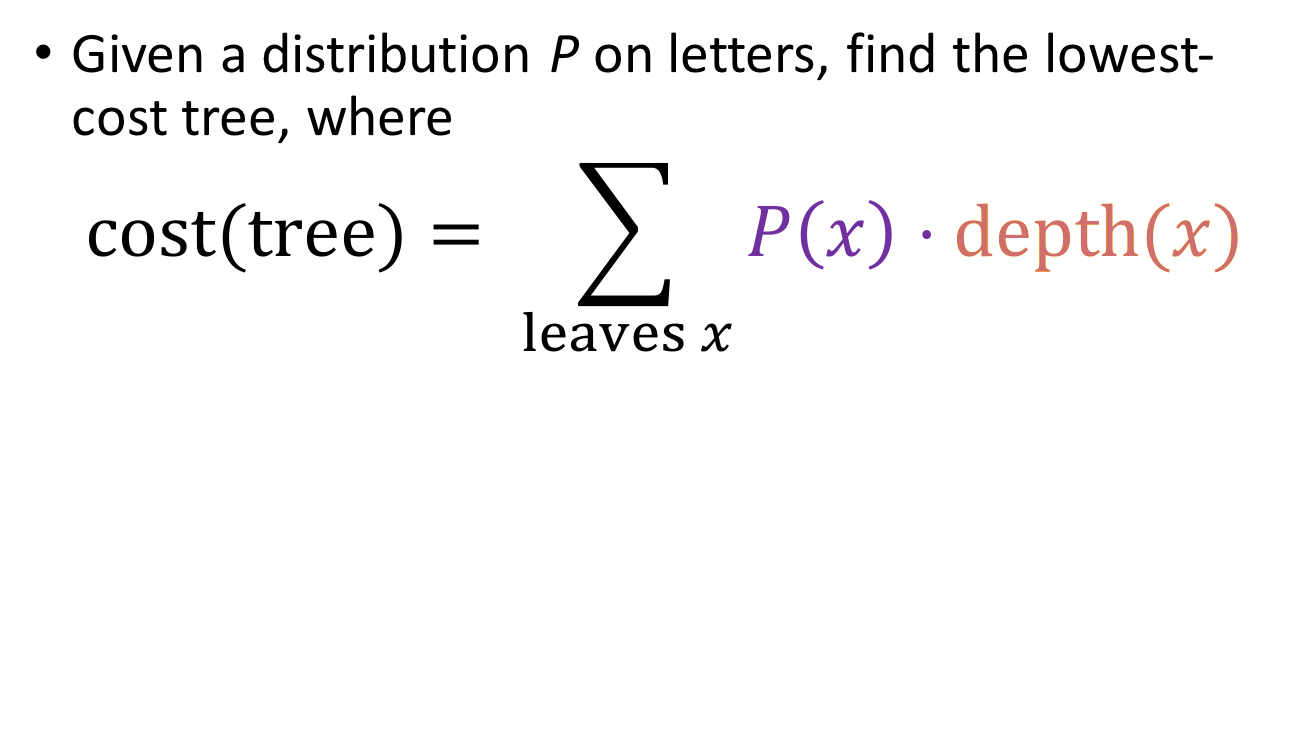 • Given a distribution P on letters, find the lowest-
cost tree, where
cost(tree) = ∑ P(x) · depth(x)
leaves x